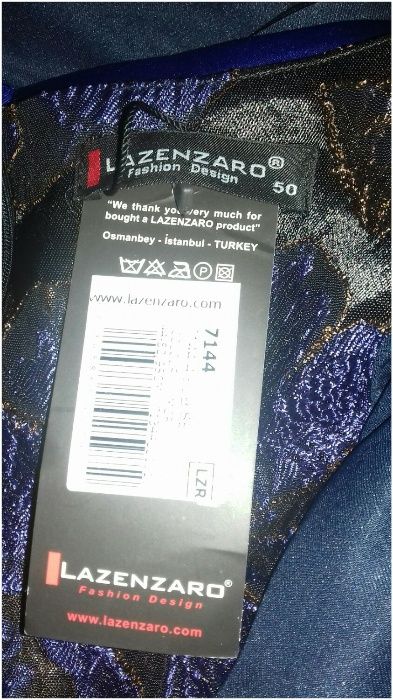 LAZENZARO®
Fashion Design
50
"We thank you very much for
bought a LAZENZARO product"
Osmanbey - istanbul - TURKEY
www.lazenzaro.com
7144
LZR
LAZENZARO®
Fashion Design
www.lazenzaro.com